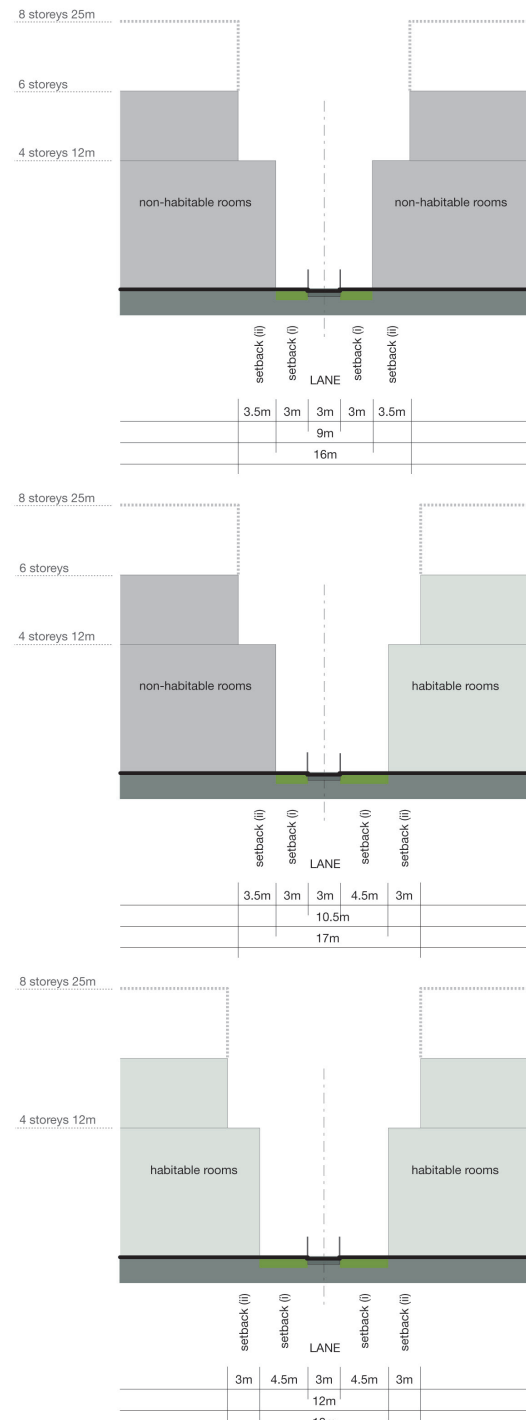 8 storeys 25m
6 storeys
4 storeys 12m
non-habitable rooms non-habitable rooms
setback (ii) setback (i) setback (i) setback (ii)
LANE
3.5m 3m 3m 3m 3.5m
9m
16m
8 storeys 25m
6 storeys
4 storeys 12m
non-habitable rooms habitable rooms
setback (ii) setback (i) setback (i) setback (ii)
LANE
3.5m 3m 3m 4.5m 3m
10.5m
17m
8 storeys 25m
4 storeys 12m
habitable rooms habitable rooms
setback (ii) setback (i) setback (i) setback (ii)
LANE
3m 4.5m 3m 4.5m 3m
12m